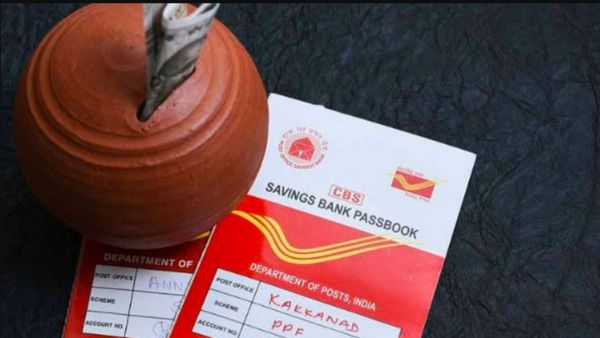 CBS
SAVINGS BANK PASSBOOK
DEPARTMENT OF POSTS, INDIA
POST OFFICE KAKKANAD
SCHEME PPF
ACCOUNT NO
DEPARTMENT OF
POST OFFICE ANN
SCHEME
ACCOUNT NO